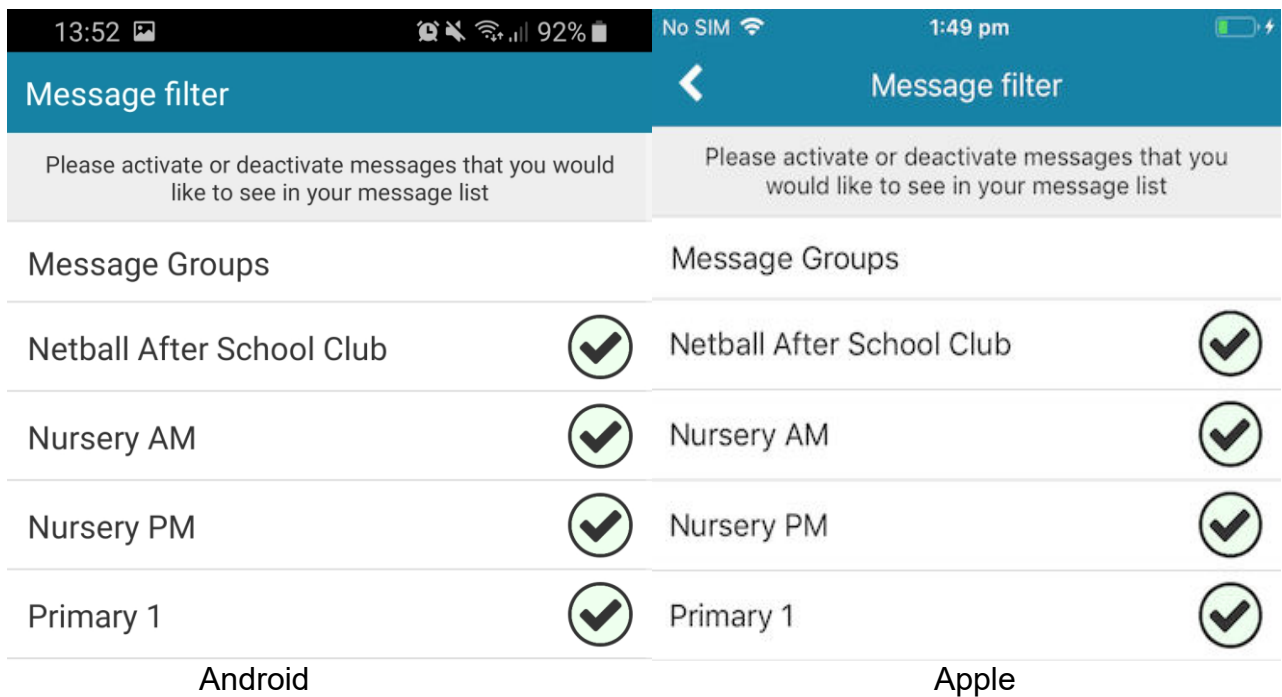 13:52 92%
Message filter
Please activate or deactivate messages that you would
like to see in your message list
Message Groups
Netball After School Club
Nursery AM
Nursery PM
Primary 1
Android
No SIM 1:49 pm
Message filter
Please activate or deactivate messages that you
would like to see in your message list
Message Groups
Netball After School Club
Nursery AM
Nursery PM
Primary 1
Apple